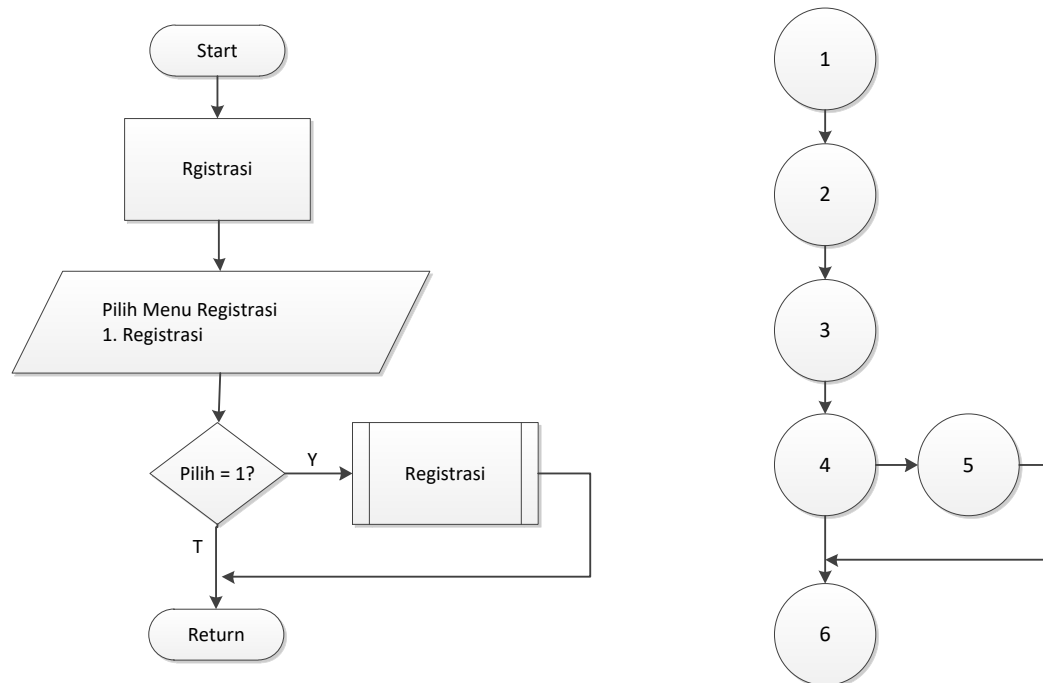 Start
Rgistrasi
Pilih Menu Registrasi
1. Registrasi
Pilih = 1?
Y
Registrasi
T
Return
1
2
3
4
5
6